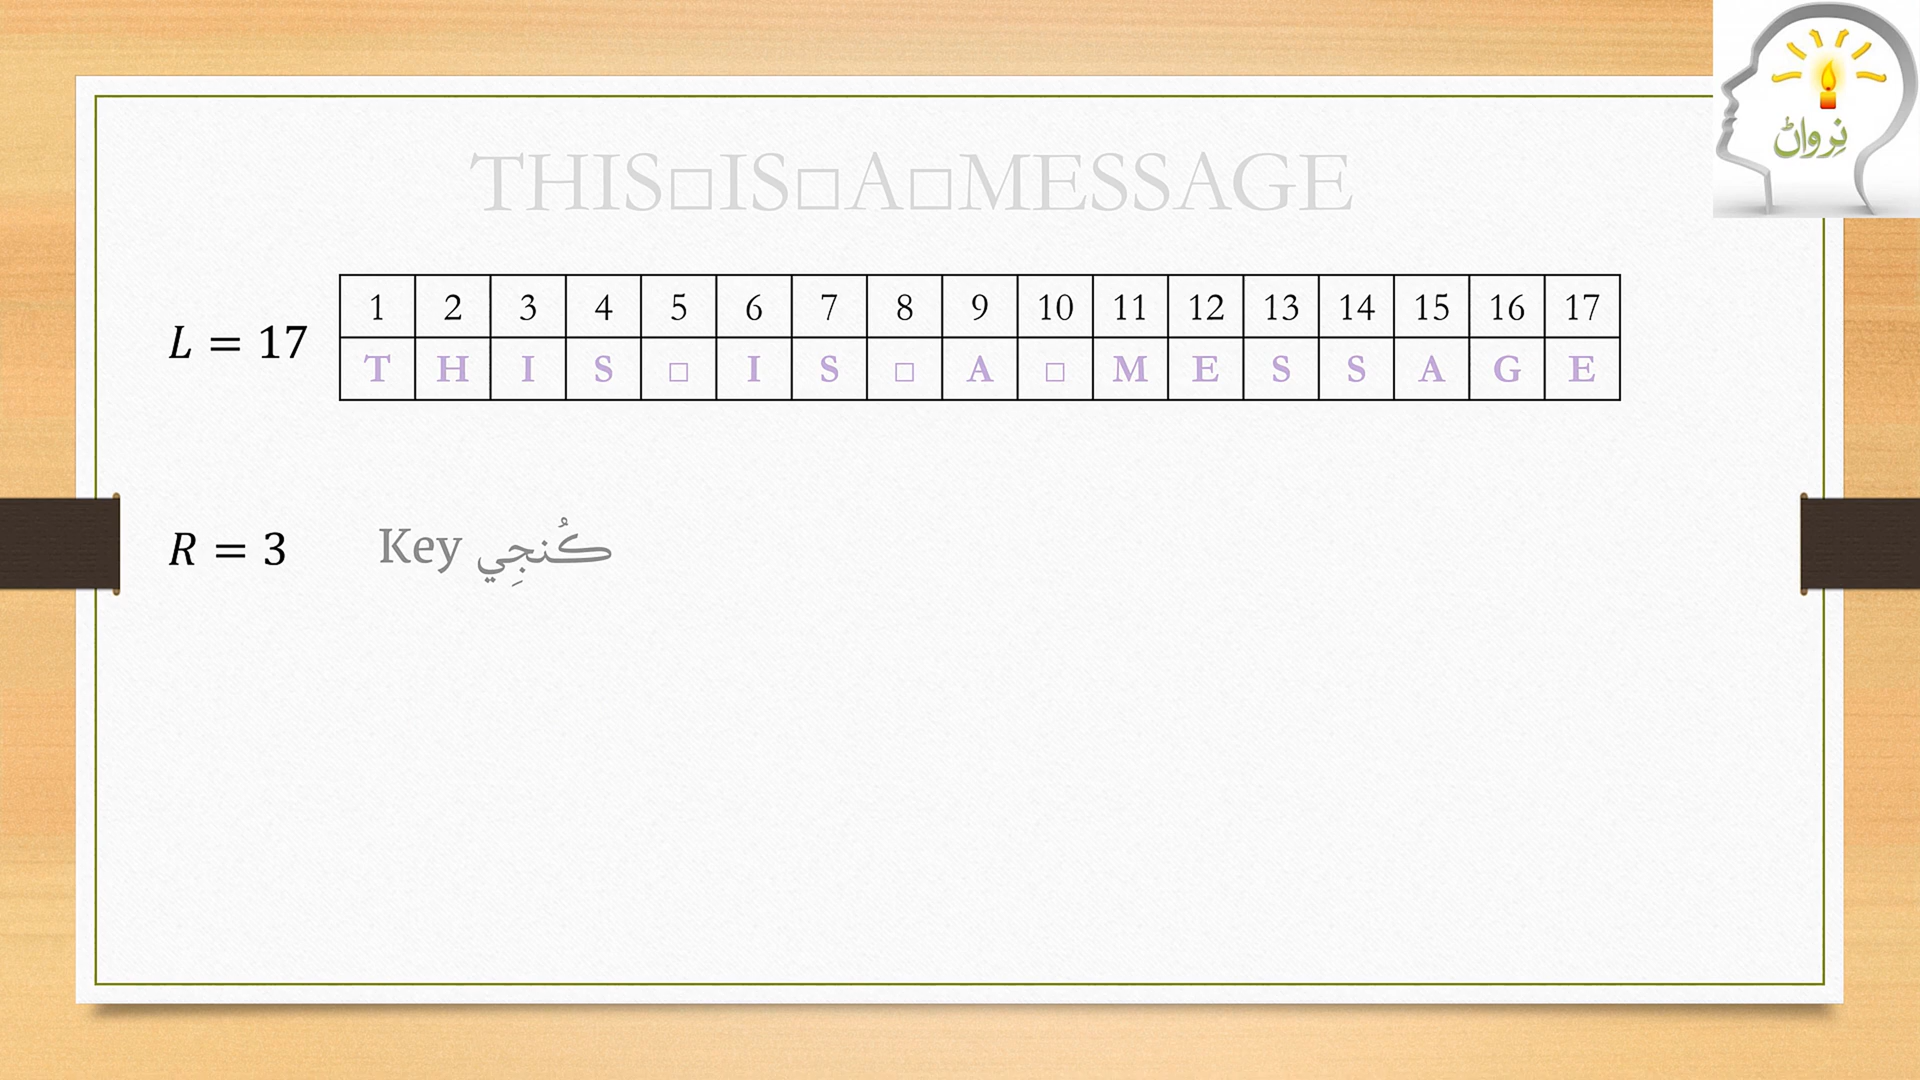 نِرواڻ
THIS□IS□A□MESSAGE
L = 17
1 2 3 4 5 6 7 8 9 10 11 12 13 14 15 16 17
T H I S □ I S □ A □ M E S S A G E
R = 3
Key ڪُنجِي